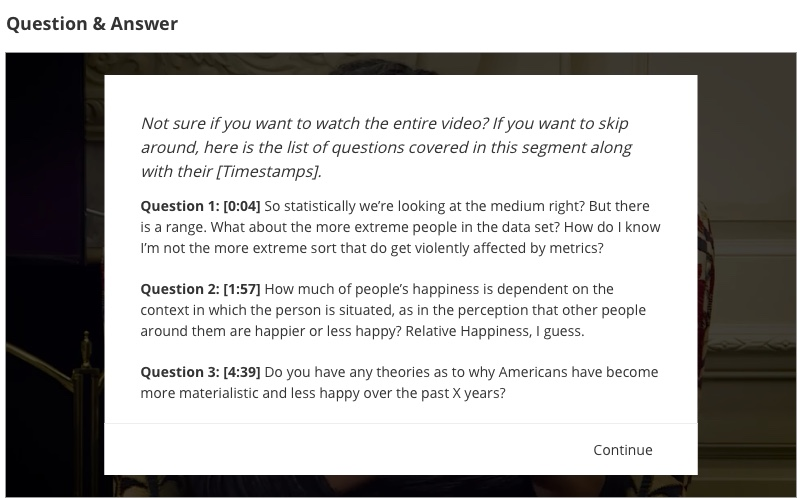 Question & Answer
Not sure if you want to watch the entire video? If you want to skip
around, here is the list of questions covered in this segment along
with their [Timestamps].
Question 1: [0:04] So statistically we’re looking at the medium right? But there
is a range. What about the more extreme people in the data set? How do I know
I’m not the more extreme sort that do get violently affected by metrics?
Question 2: [1:57] How much of people’s happiness is dependent on the
context in which the person is situated, as in the perception that other people
around them are happier or less happy? Relative Happiness, I guess.
Question 3: [4:39] Do you have any theories as to why Americans have become
more materialistic and less happy over the past X years?
Continue